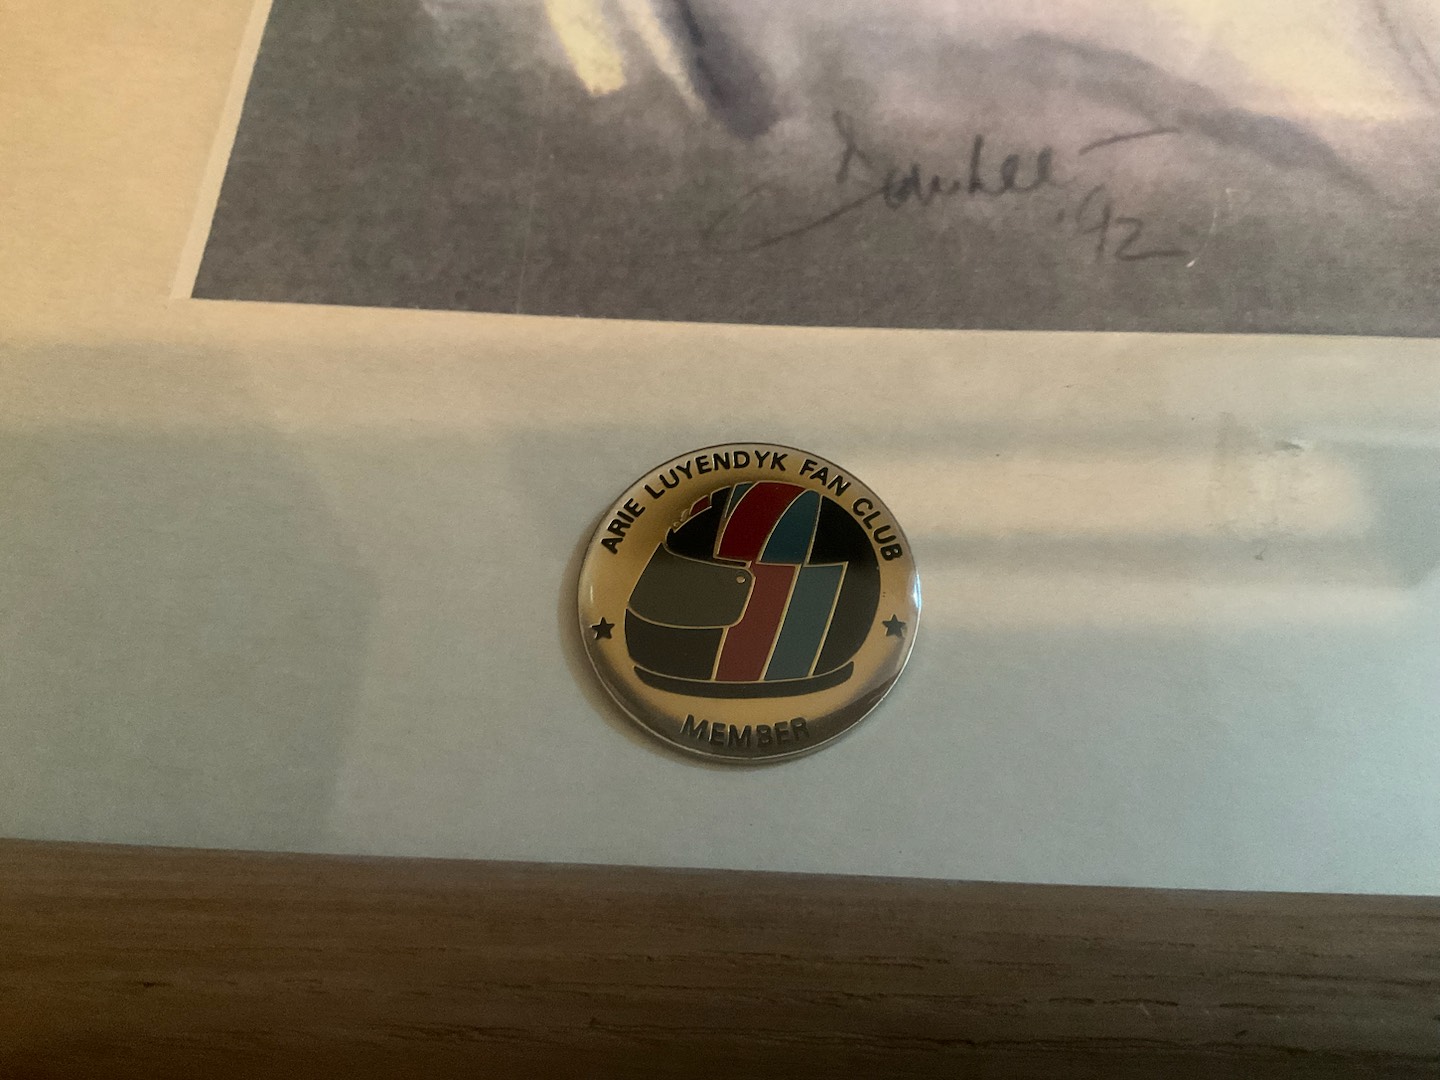 '92
ARIE LUYENDYK FAN CLUB
MEMBER